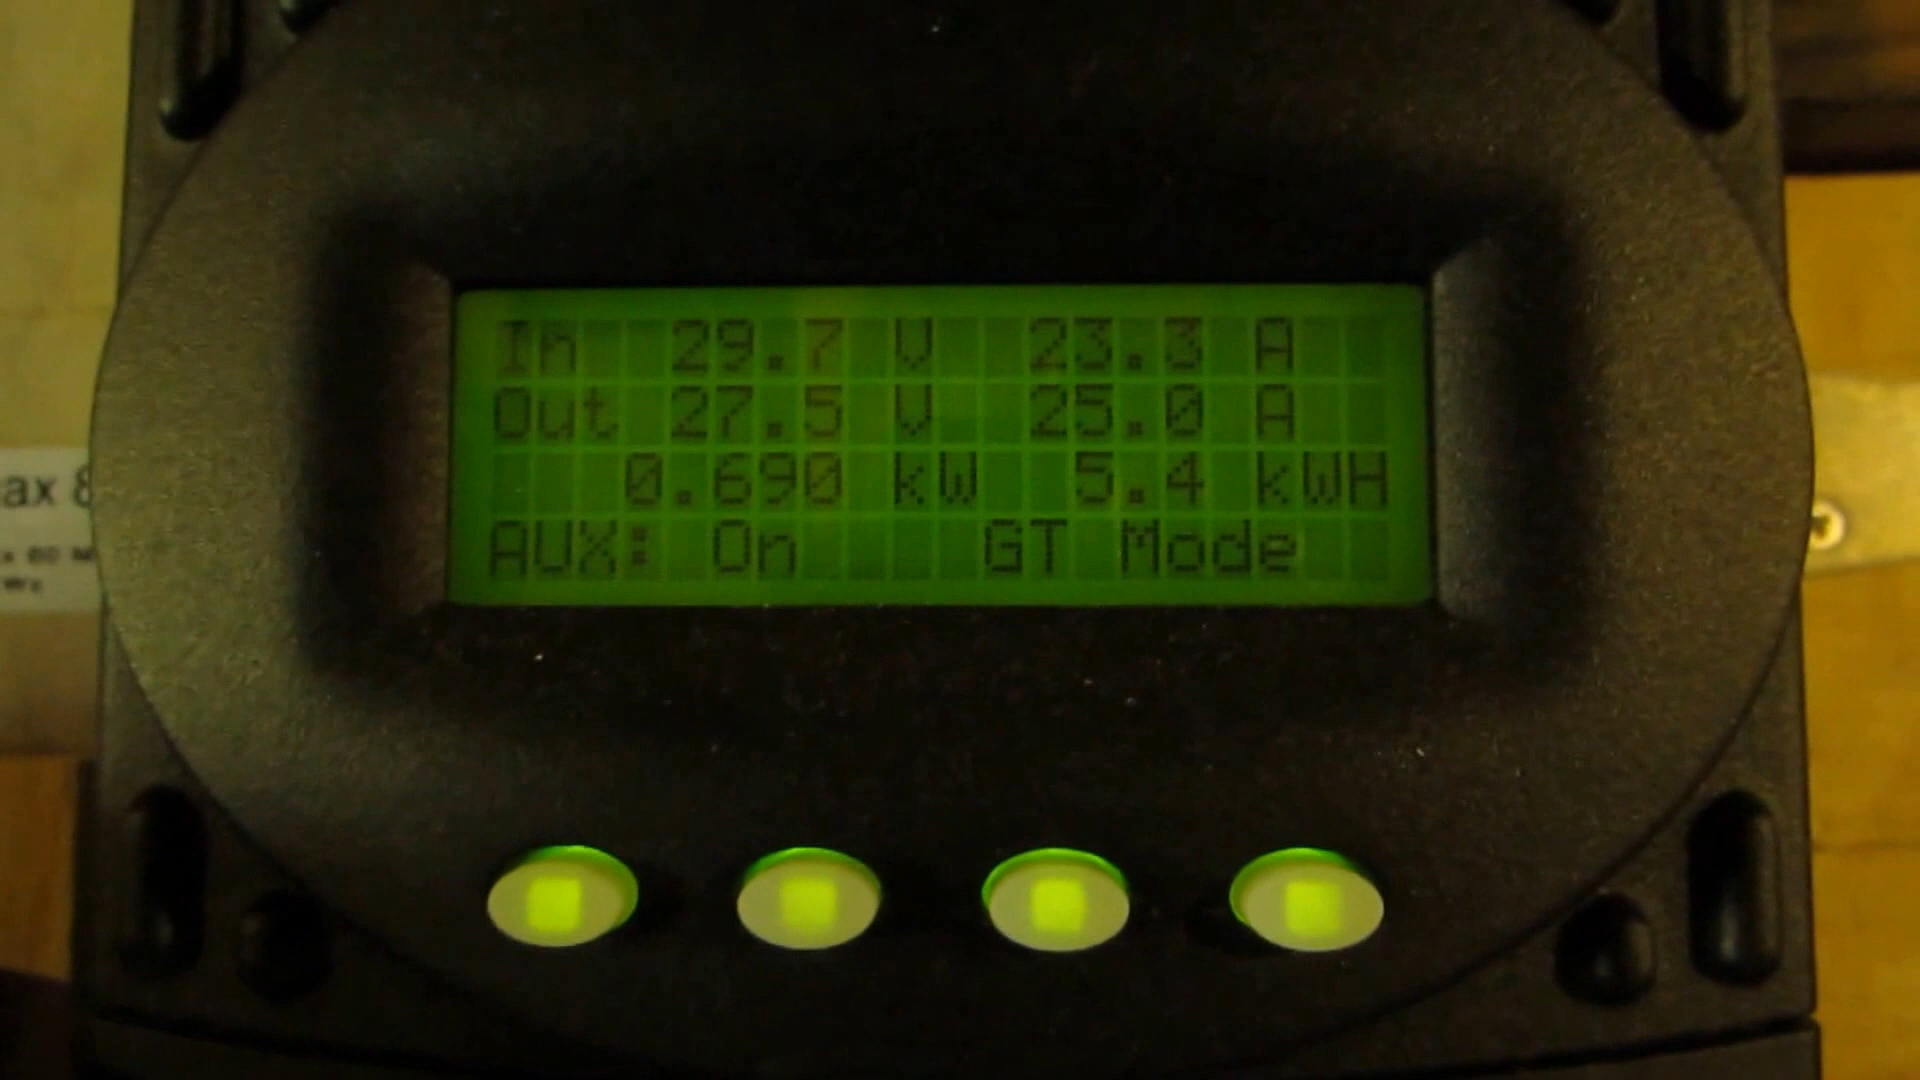 In 29.7 V 23.3 A
Out 27.5 V 25.0 A
0.690 kW 5.4 kWH
AUX: On GT Mode
ax 8
60 M